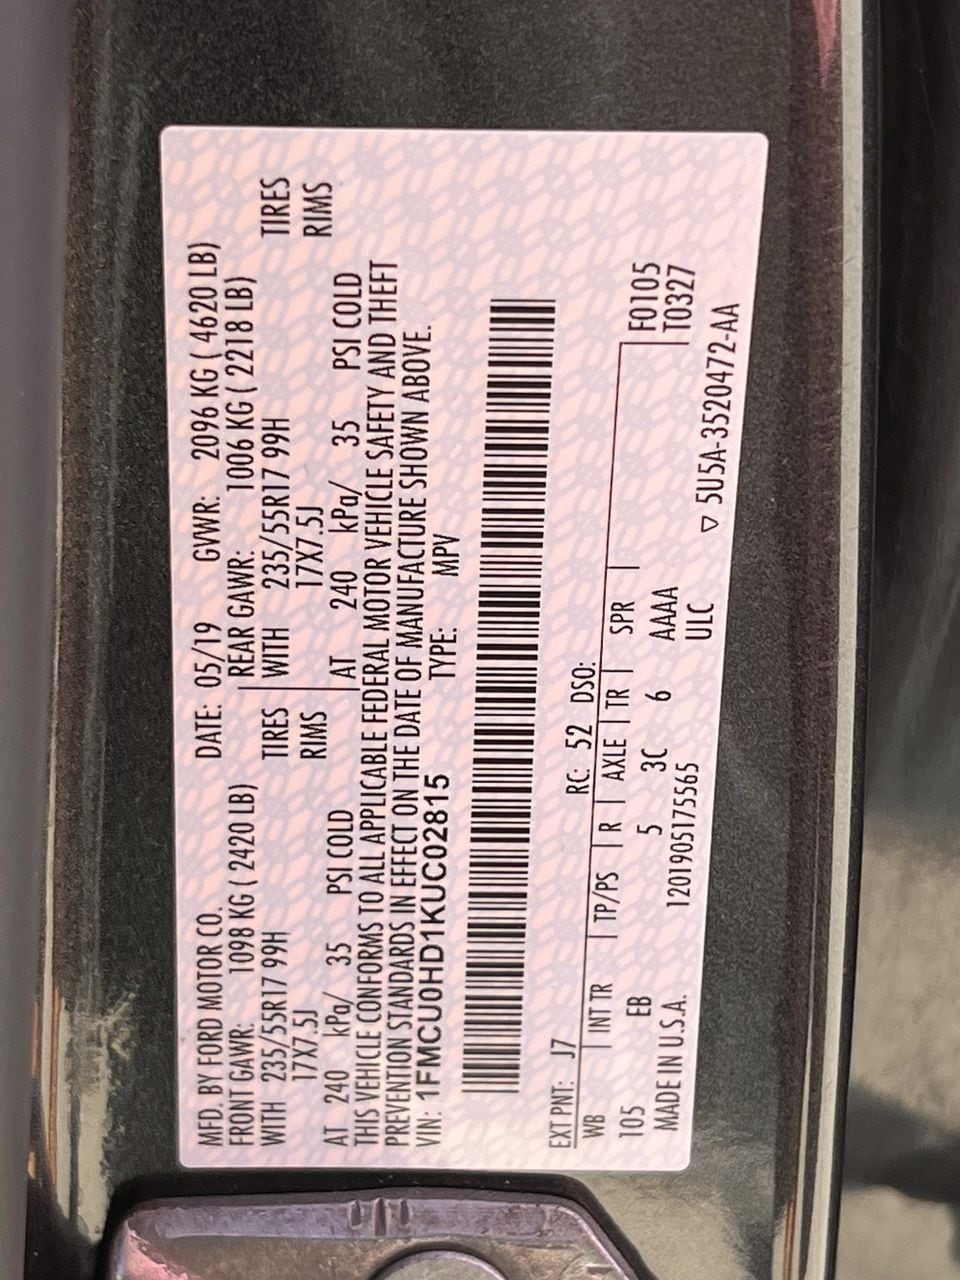 MFD. BY FORD MOTOR CO. DATE: 05/19 GVWR: 2096 KG ( 4620 LB)
FRONT GAWR: 1098 KG ( 2420 LB) REAR GAWR: 1006 KG ( 2218 LB)
WITH 235/55R17 99H TIRES WITH 235/55R17 99H TIRES
17X7.5J RIMS 17X7.5J RIMS
AT 240 kPa/ 35 PSI COLD AT 240 kPa/ 35 PSI COLD
THIS VEHICLE CONFORMS TO ALL APPLICABLE FEDERAL MOTOR VEHICLE SAFETY AND THEFT
PREVENTION STANDARDS IN EFFECT ON THE DATE OF MANUFACTURE SHOWN ABOVE.
VIN: 1FMCU0HD1KUC02815 TYPE: MPV
EXT PNT: J7 RC: 52 DSO:
WB | INT TR | TP/PS | R | AXLE | TR | SPR | F0105
105 EB 5 3C 6 AAAA T0327
MADE IN U.S.A. 1201905175565 ULC
▽ 5U5A-3520472-AA